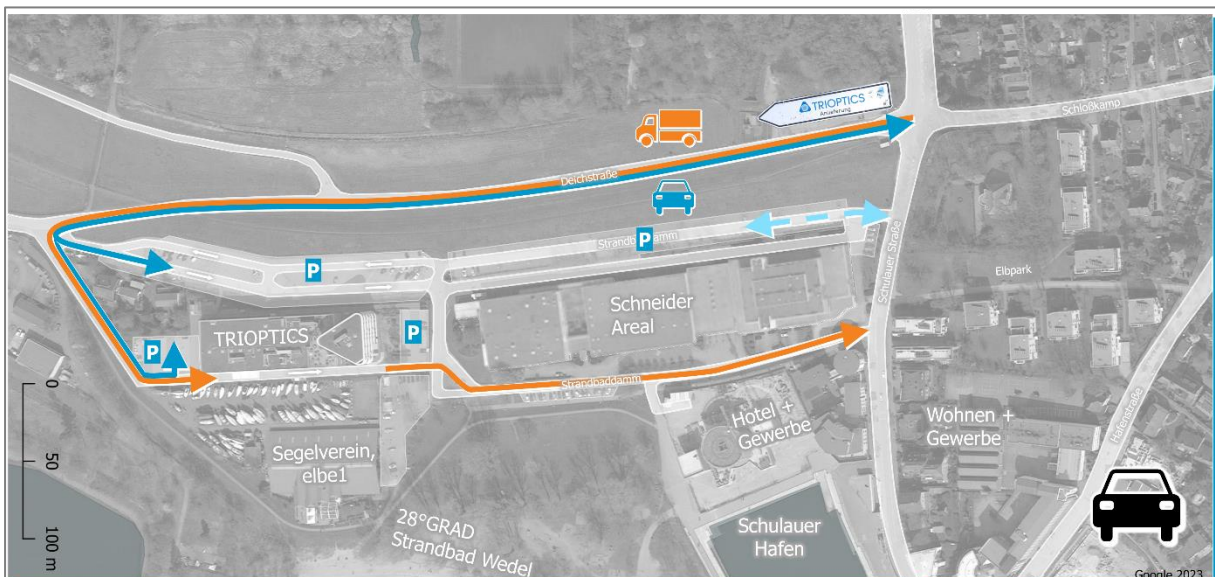 TRIOPTICS
Anlieferung
Schloßkamp
Deichstraße
P
Strandbaddamm
P
P
Schulauer Straße
Elbpark
Schneider
Areal
TRIOPTICS
P
P
0
Strandbaddamm
Hotel +
Gewerbe
Wohnen +
Gewerbe
Hafenstraße
Segelverein,
elbe1
50
28°GRAD
Strandbad Wedel
Schulauer
Hafen
100 m
Google 2023